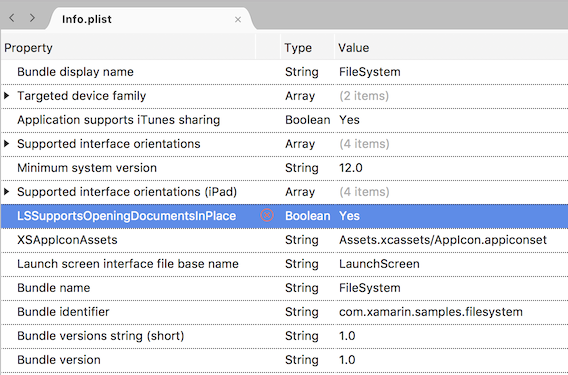 Info.plist
Property Type Value
Bundle display name String FileSystem
Targeted device family Array (2 items)
Application supports iTunes sharing Boolean Yes
Supported interface orientations Array (4 items)
Minimum system version String 12.0
Supported interface orientations (iPad) Array (4 items)
LSSupportsOpeningDocumentsInPlace Boolean Yes
XSAppIconAssets String Assets.xcassets/AppIcon.appiconset
Launch screen interface file base name String LaunchScreen
Bundle name String FileSystem
Bundle identifier String com.xamarin.samples.filesystem
Bundle versions string (short) String 1.0
Bundle version String 1.0